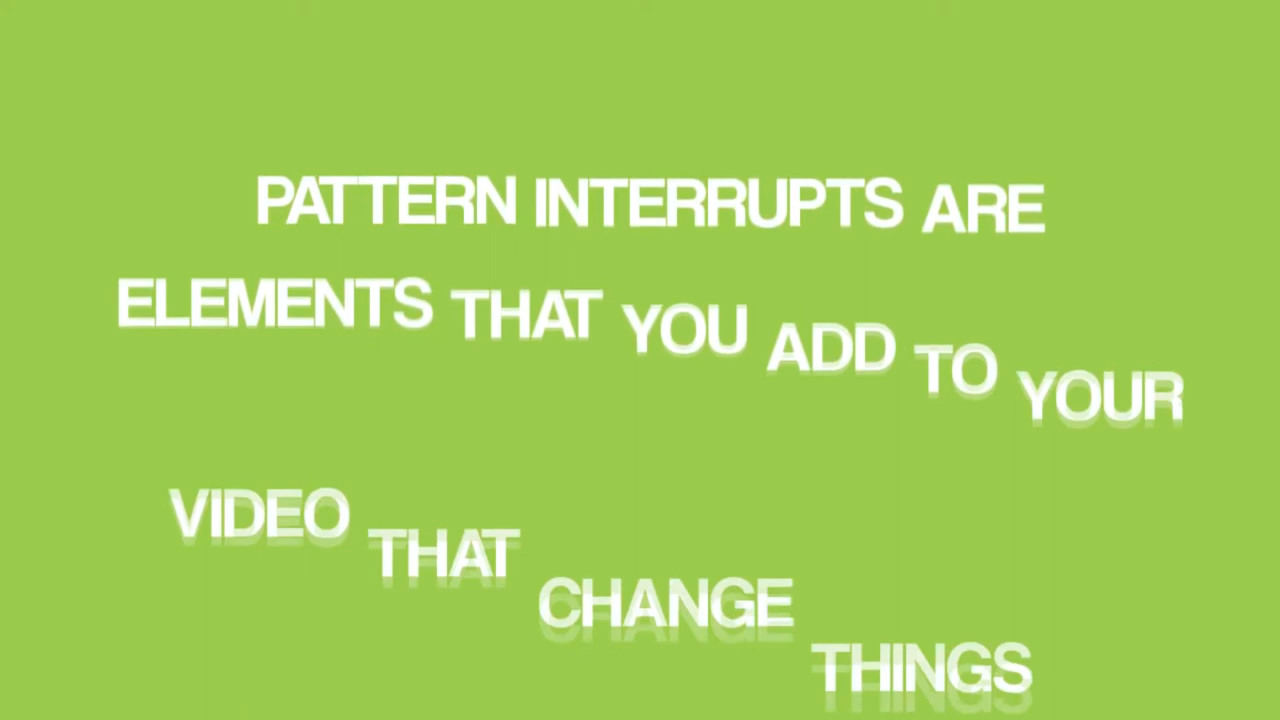 PATTERN INTERRUPTS ARE
ELEMENTS THAT YOU ADD TO YOUR
VIDEO THAT CHANGE THINGS